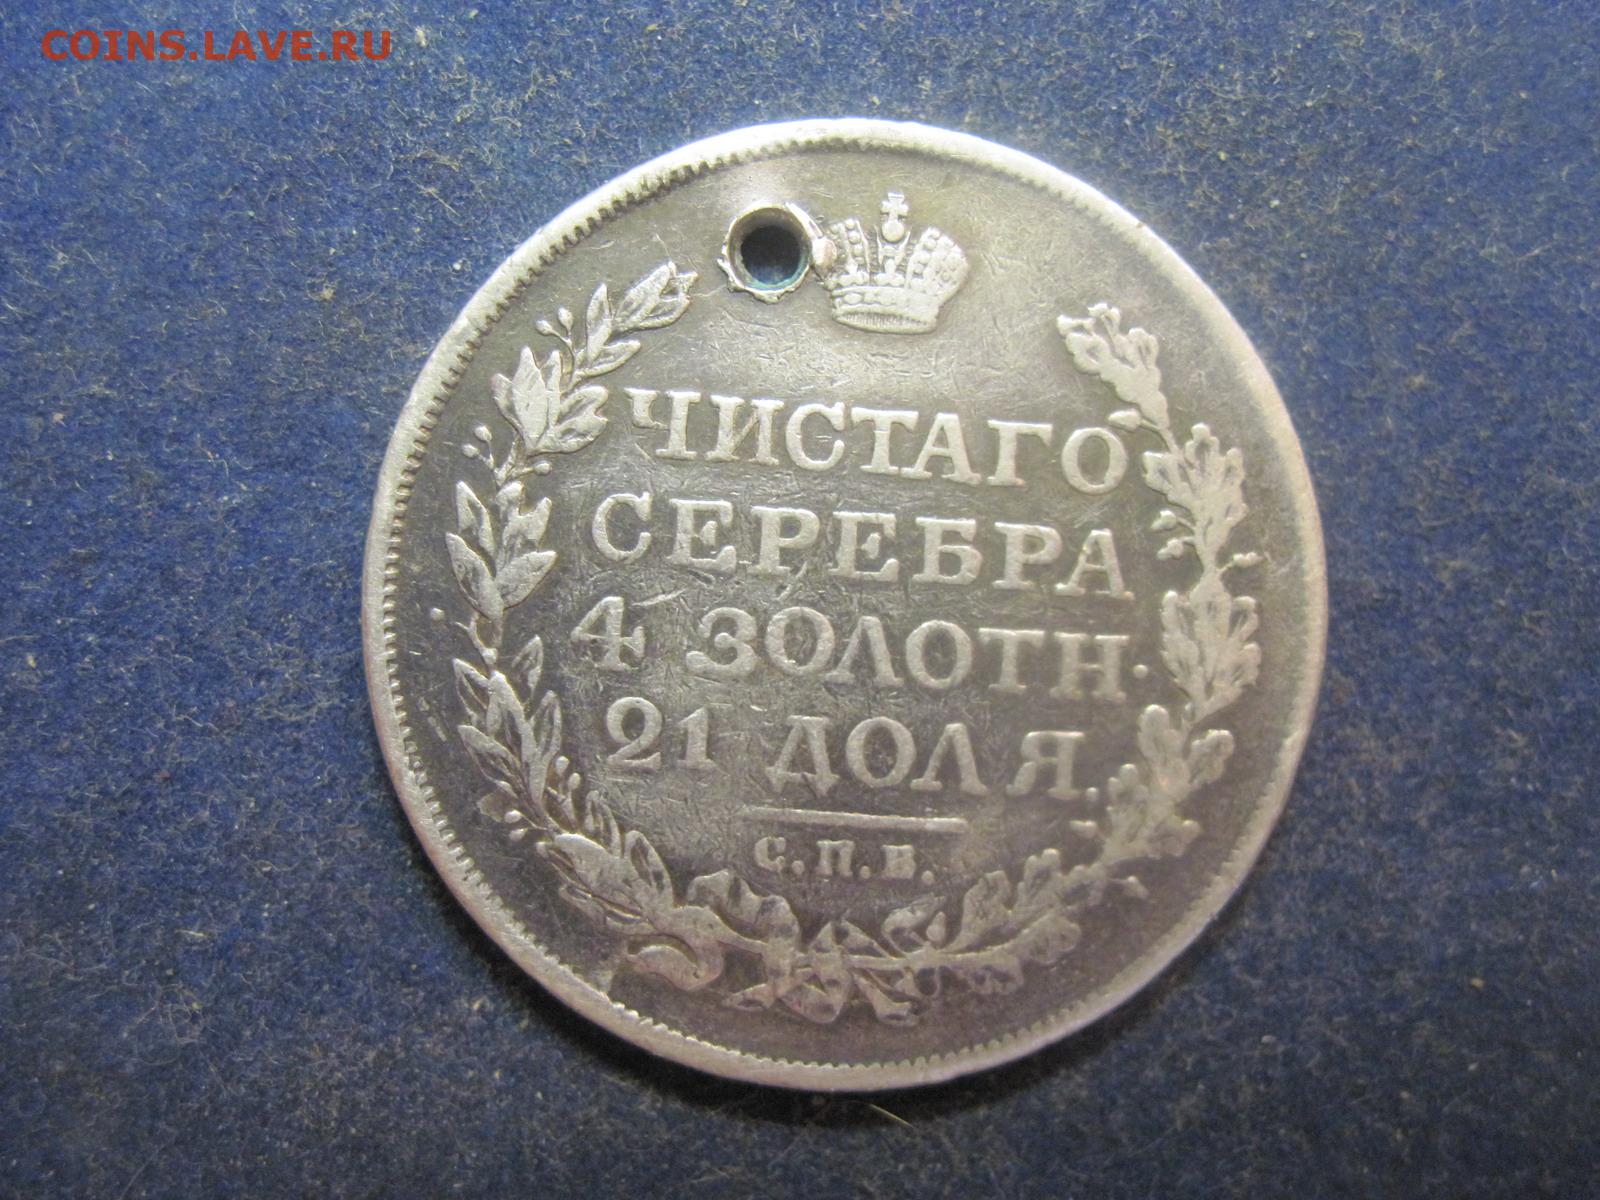 COINS.LAVE.RU
ЧИСТАГО
СЕРЕБРА
4 ЗОЛОТН.
21 ДОЛЯ
С.П.Б.